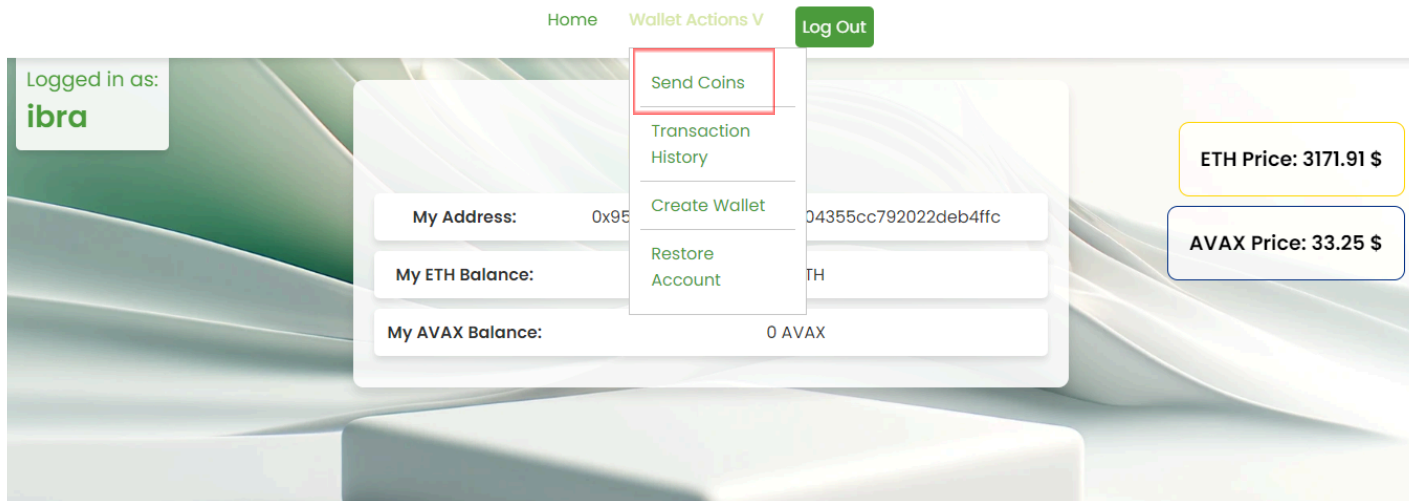 Home Wallet Actions V Log Out
Logged in as:
ibra
Send Coins
Transaction
History
Create Wallet
Restore
Account
My Address: 0x95 04355cc792022deb4ffc
My ETH Balance: TH
My AVAX Balance: 0 AVAX
ETH Price: 3171.91 $
AVAX Price: 33.25 $